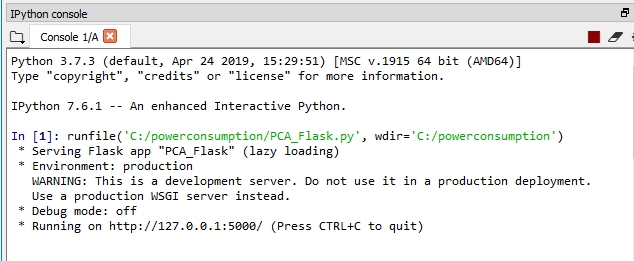 IPython console
Console 1/A
Python 3.7.3 (default, Apr 24 2019, 15:29:51) [MSC v.1915 64 bit (AMD64)]
Type "copyright", "credits" or "license" for more information.
IPython 7.6.1 -- An enhanced Interactive Python.
In [1]: runfile('C:/powerconsumption/PCA_Flask.py', wdir='C:/powerconsumption')
* Serving Flask app "PCA_Flask" (lazy loading)
* Environment: production
WARNING: This is a development server. Do not use it in a production deployment.
Use a production WSGI server instead.
* Debug mode: off
* Running on http://127.0.0.1:5000/ (Press CTRL+C to quit)